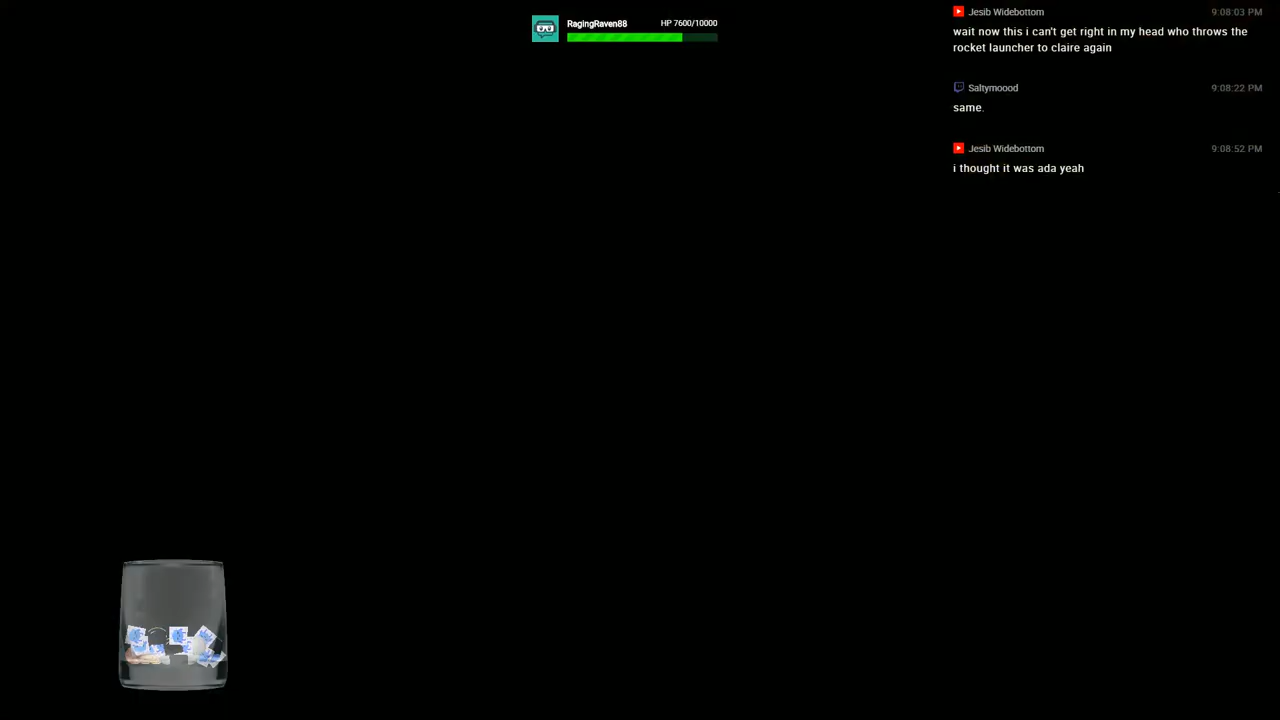 RagingRaven88 HP 7600/10000
Jesib Widebottom 9:08:03 PM
wait now this i can't get right in my head who throws the
rocket launcher to claire again
Saltymoood 9:08:22 PM
same.
Jesib Widebottom 9:08:52 PM
i thought it was ada yeah